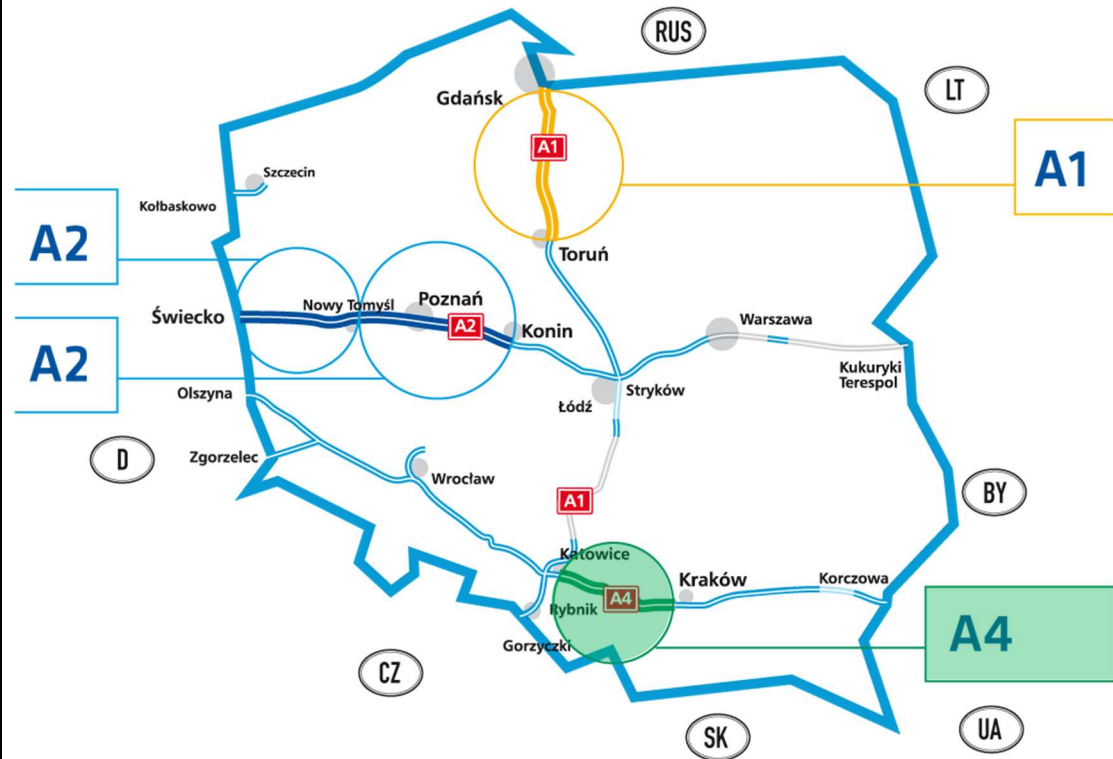 RUS
LT
Gdańsk
A1
A1
Szczecin
Kołbaskowo
A2
Toruń
Świecko
Nowy Tomyśl
Poznań
A2
Konin
Warszawa
A2
Kukuryki
Terespol
Olszyna
Łódź
Stryków
D
Zgorzelec
Wrocław
BY
A1
Katowice
Kraków
Korczowa
A4
Rybnik
A4
Gorzyczki
CZ
SK
UA